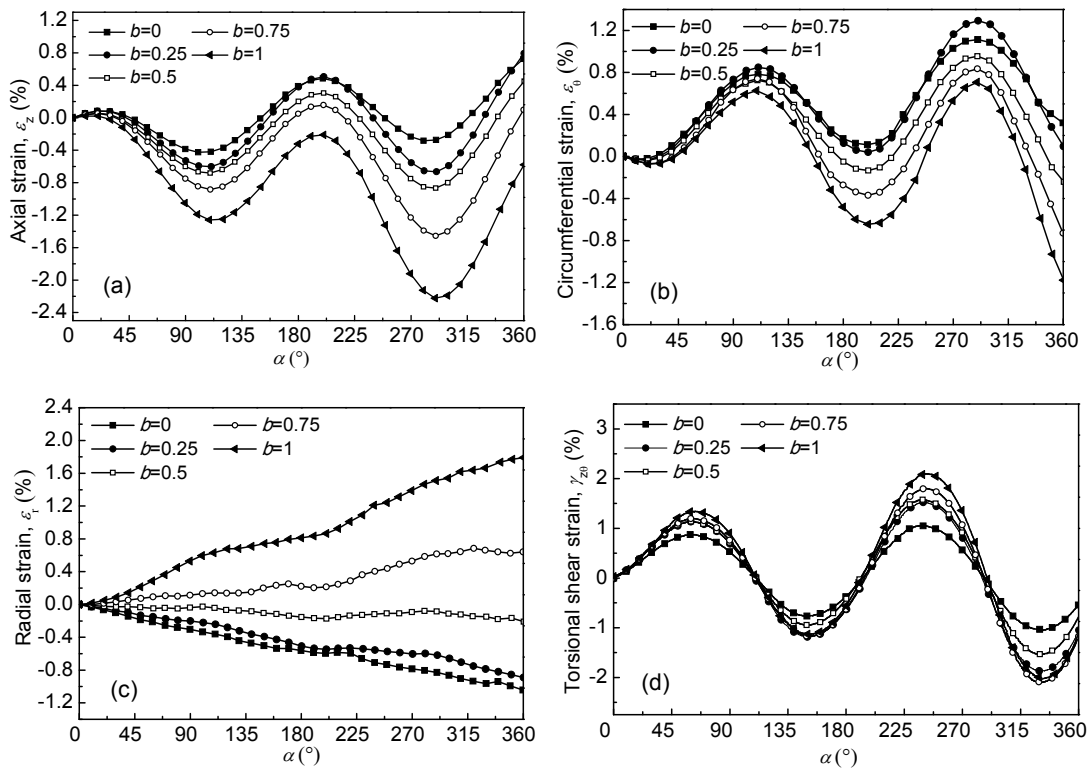 Axial strain, εz (%)
1.2
0.8
0.4
0.0
-0.4
-0.8
-1.2
-1.6
-2.0
-2.4
b=0
b=0.25
b=0.5
b=0.75
b=1
(a)
0 45 90 135 180 225 270 315 360
α (°)
Circumferential strain, εθ (%)
1.2
0.8
0.4
0.0
-0.4
-0.8
-1.2
-1.6
b=0
b=0.25
b=0.5
b=0.75
b=1
(b)
0 45 90 135 180 225 270 315 360
α (°)
Radial strain, εr (%)
2.4
2.0
1.6
1.2
0.8
0.4
0.0
-0.4
-0.8
-1.2
b=0
b=0.25
b=0.5
b=0.75
b=1
(c)
0 45 90 135 180 225 270 315 360
α (°)
Torsional shear strain, γzθ (%)
3
2
1
0
-1
-2
b=0
b=0.25
b=0.5
b=0.75
b=1
(d)
0 45 90 135 180 225 270 315 360
α (°)